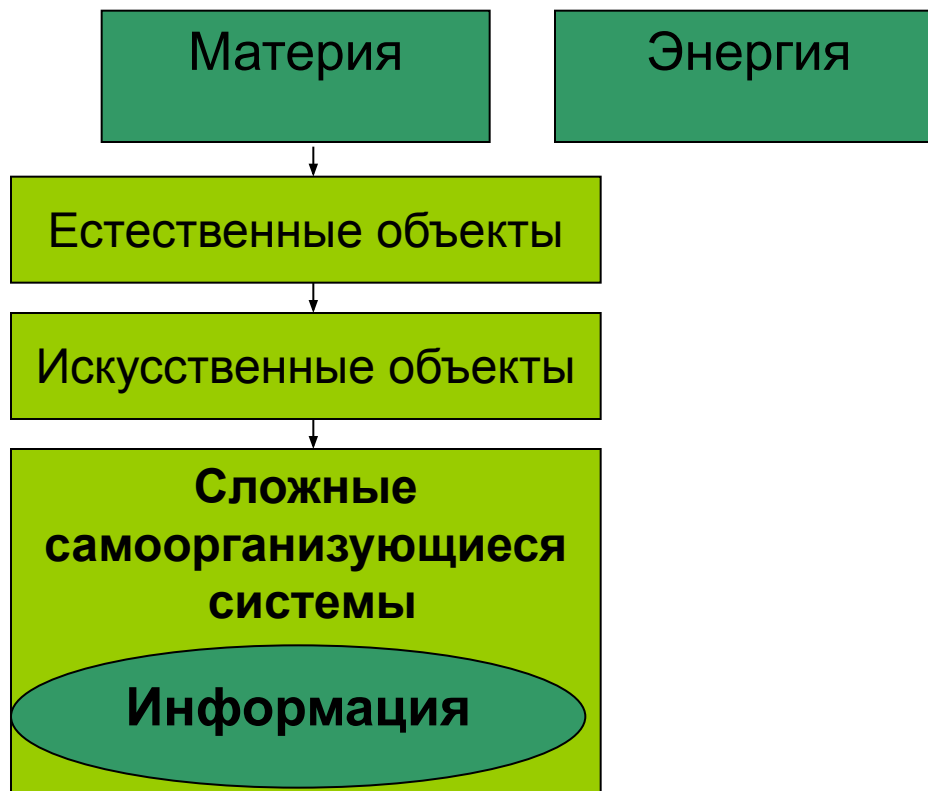 Материя
Энергия
Естественные объекты
Искусственные объекты
Сложные
самоорганизующиеся
системы
Информация